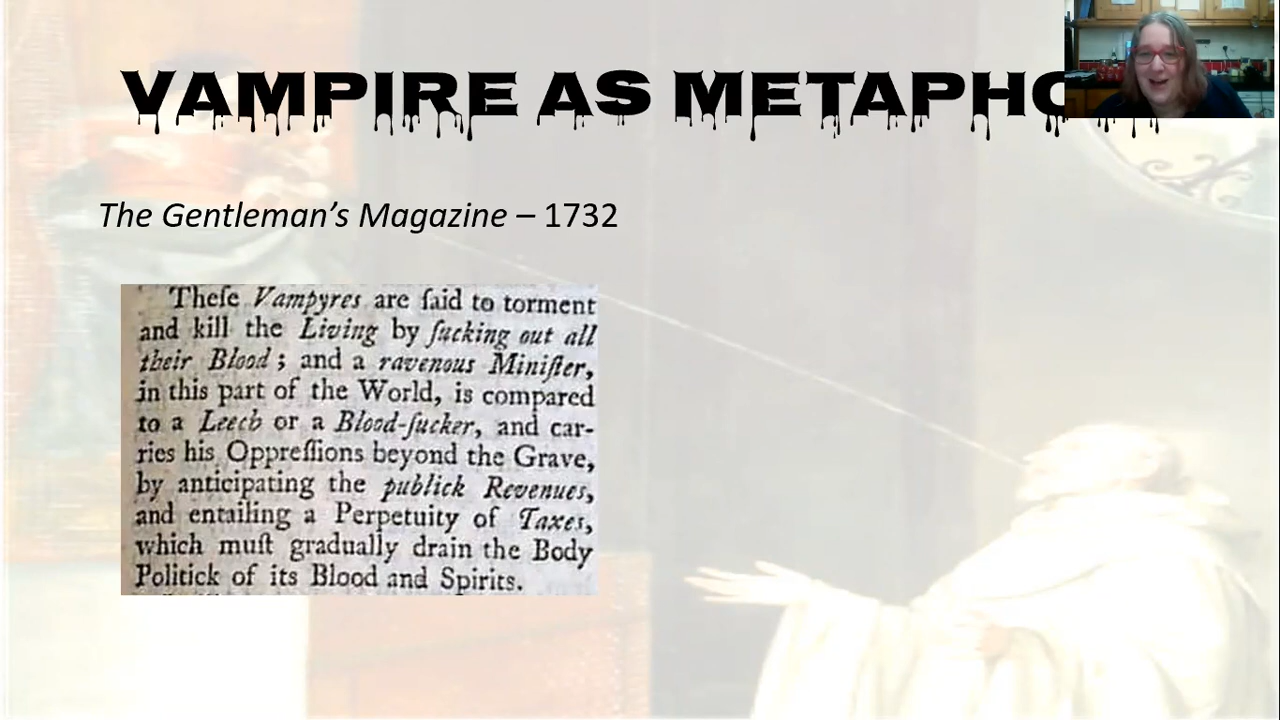 VAMPIRE AS METAPHO
The Gentleman's Magazine – 1732
Theſe Vampyres are ſaid to torment
and kill the Living by ſucking out all
their Blood; and a ravenous Miniſter,
in this part of the World, is compared
to a Leech or a Blood-ſucker, and car-
ries his Oppreſſions beyond the Grave,
by anticipating the publick Revenues,
and entailing a Perpetuity of Taxes,
which muſt gradually drain the Body
Politick of its Blood and Spirits.